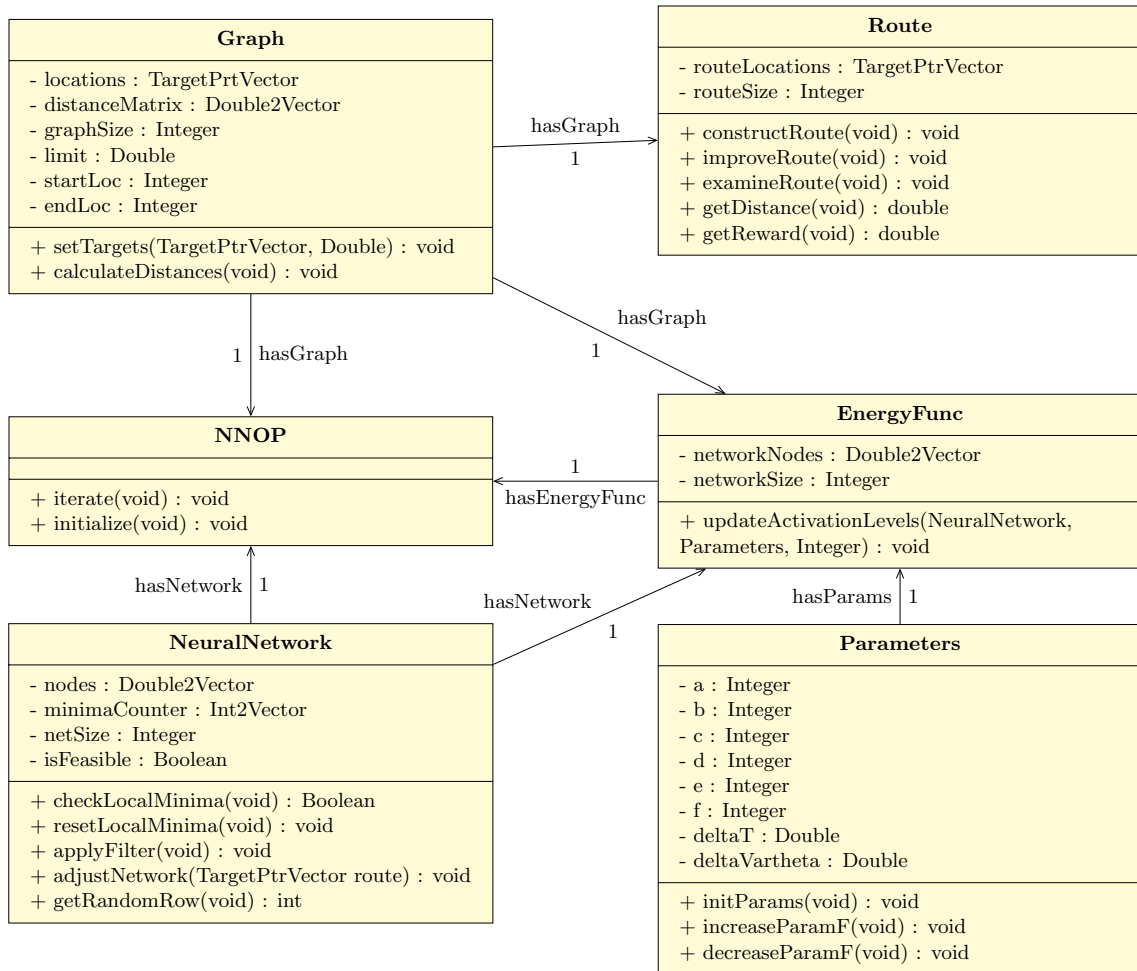 Graph
- locations : TargetPrtVector
- distanceMatrix : Double2Vector
- graphSize : Integer
- limit : Double
- startLoc : Integer
- endLoc : Integer
+ setTargets(TargetPtrVector, Double) : void
+ calculateDistances(void) : void
hasGraph
1
Route
- routeLocations : TargetPtrVector
- routeSize : Integer
+ constructRoute(void) : void
+ improveRoute(void) : void
+ examineRoute(void) : void
+ getDistance(void) : double
+ getReward(void) : double
1 hasGraph
hasGraph
1
NNOP
+ iterate(void) : void
+ initialize(void) : void
1
hasEnergyFunc
EnergyFunc
- networkNodes : Double2Vector
- networkSize : Integer
+ updateActivationLevels(NeuralNetwork,
Parameters, Integer) : void
hasNetwork 1
hasNetwork
1
hasParams 1
NeuralNetwork
- nodes : Double2Vector
- minimaCounter : Int2Vector
- netSize : Integer
- isFeasible : Boolean
+ checkLocalMinima(void) : Boolean
+ resetLocalMinima(void) : void
+ applyFilter(void) : void
+ adjustNetwork(TargetPtrVector route) : void
+ getRandomRow(void) : int
Parameters
- a : Integer
- b : Integer
- c : Integer
- d : Integer
- e : Integer
- f : Integer
- deltaT : Double
- deltaVartheta : Double
+ initParams(void) : void
+ increaseParamF(void) : void
+ decreaseParamF(void) : void